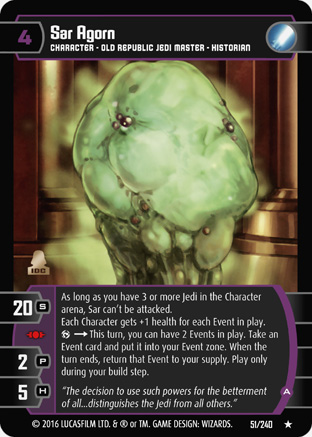 4
Sar Agorn
CHARACTER - OLD REPUBLIC JEDI MASTER - HISTORIAN
IDC
20 S
2 P
5 H
As long as you have 3 or more Jedi in the Character
arena, Sar can't be attacked.
Each Character gets +1 health for each Event in play.
→ This turn, you can have 2 Events in play. Take an
Event card and put it into your Event zone. When the
turn ends, return that Event to your supply. Play only
during your build step.
"The decision to use such powers for the betterment
of all...distinguishes the Jedi from all others."
A
© 2016 LUCASFILM LTD. & ® or TM. GAME DESIGN: WIZARDS.
51/240 ★